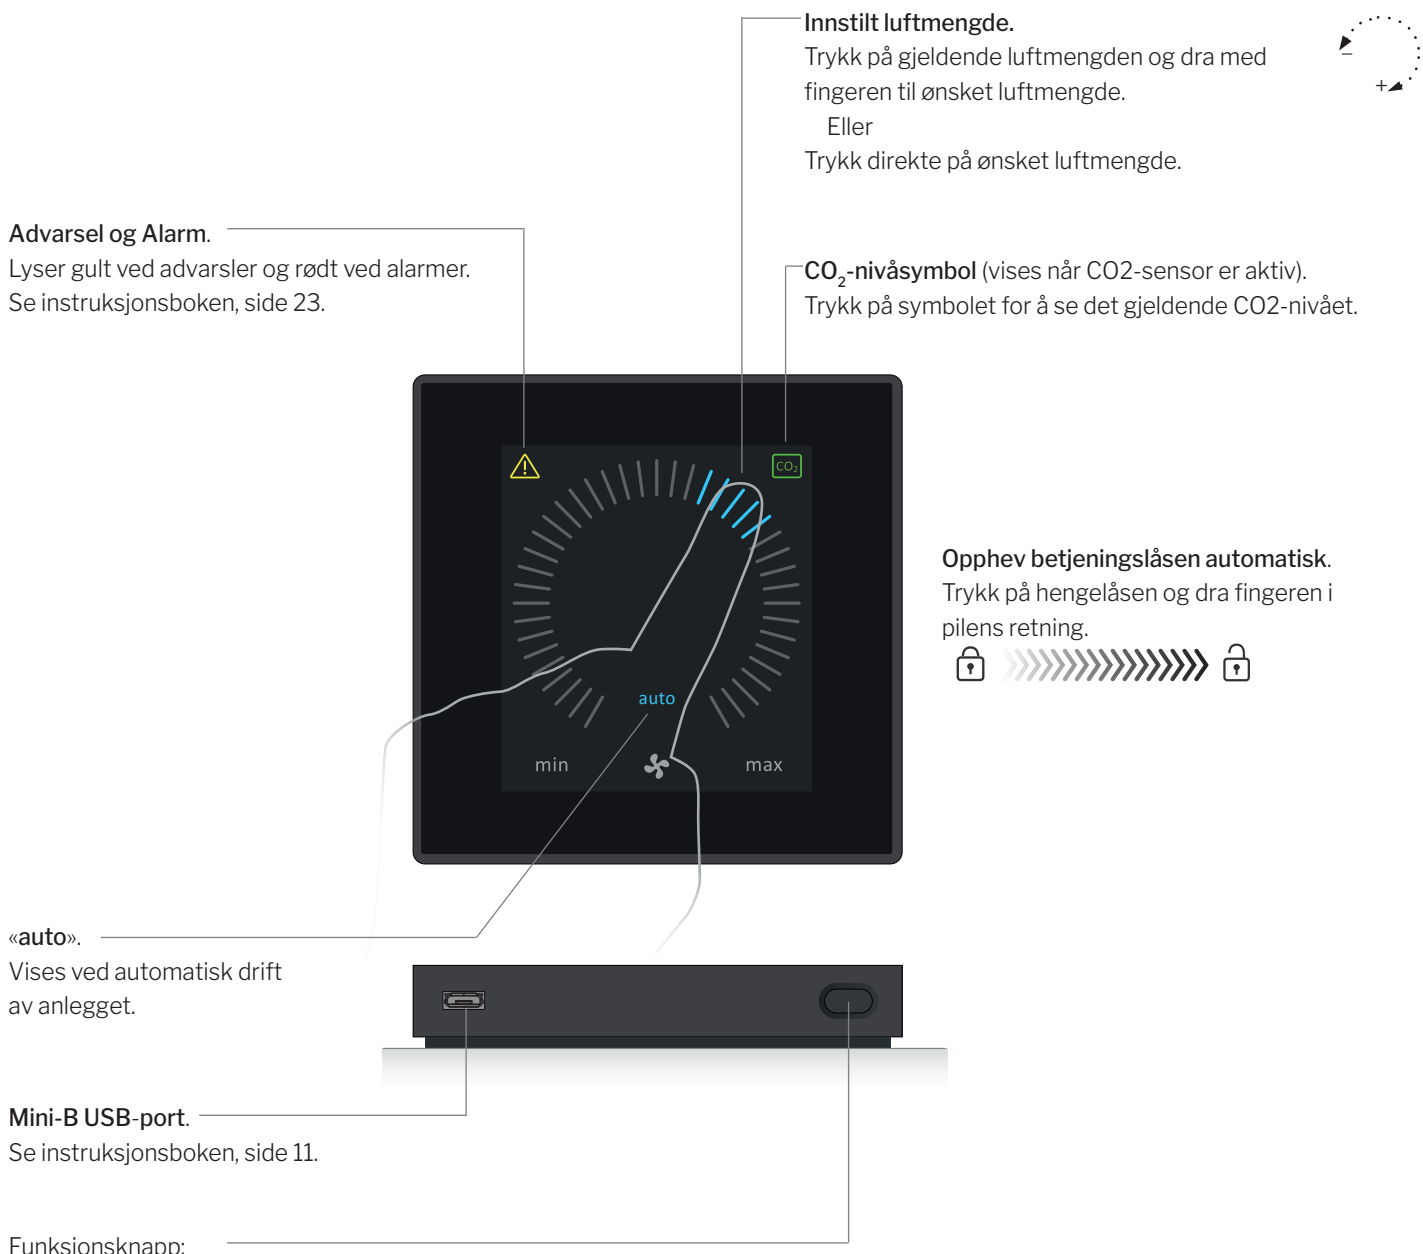 Innstilt luftmengde.
Trykk på gjeldende luftmengden og dra med
fingeren til ønsket luftmengde.
Eller
Trykk direkte på ønsket luftmengde.
−
+
Advarsel og Alarm.
Lyser gult ved advarsler og rødt ved alarmer.
Se instruksjonsboken, side 23.
CO₂-nivåsymbol (vises når CO2-sensor er aktiv).
Trykk på symbolet for å se det gjeldende CO2-nivået.
CO₂
auto
min
max
Opphev betjeningslåsen automatisk.
Trykk på hengelåsen og dra fingeren i
pilens retning.
«auto».
Vises ved automatisk drift
av anlegget.
Mini-B USB-port.
Se instruksjonsboken, side 11.
Funksjonsknapp: